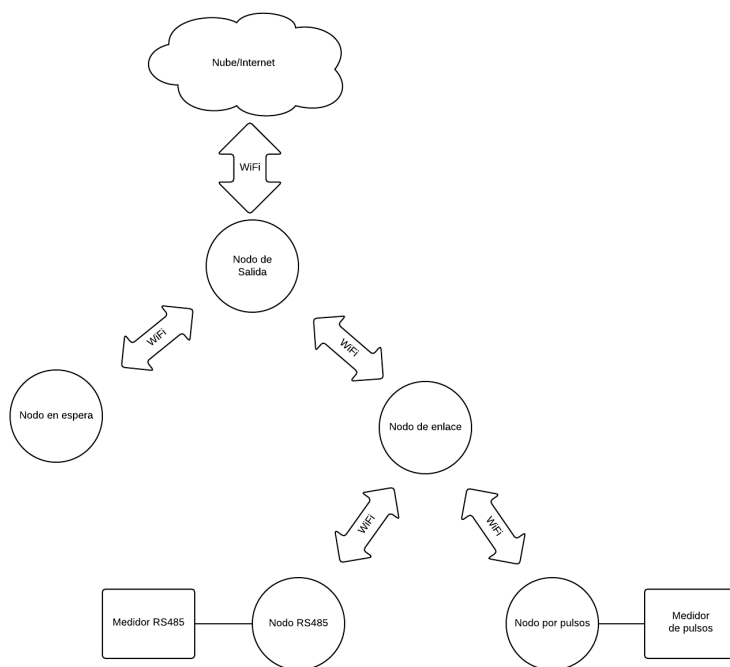 Nube/Internet
WiFi
Nodo de
Salida
WiFi
WiFi
Nodo en espera
Nodo de enlace
WiFi
WiFi
Medidor RS485
Nodo RS485
Nodo por pulsos
Medidor
de pulsos